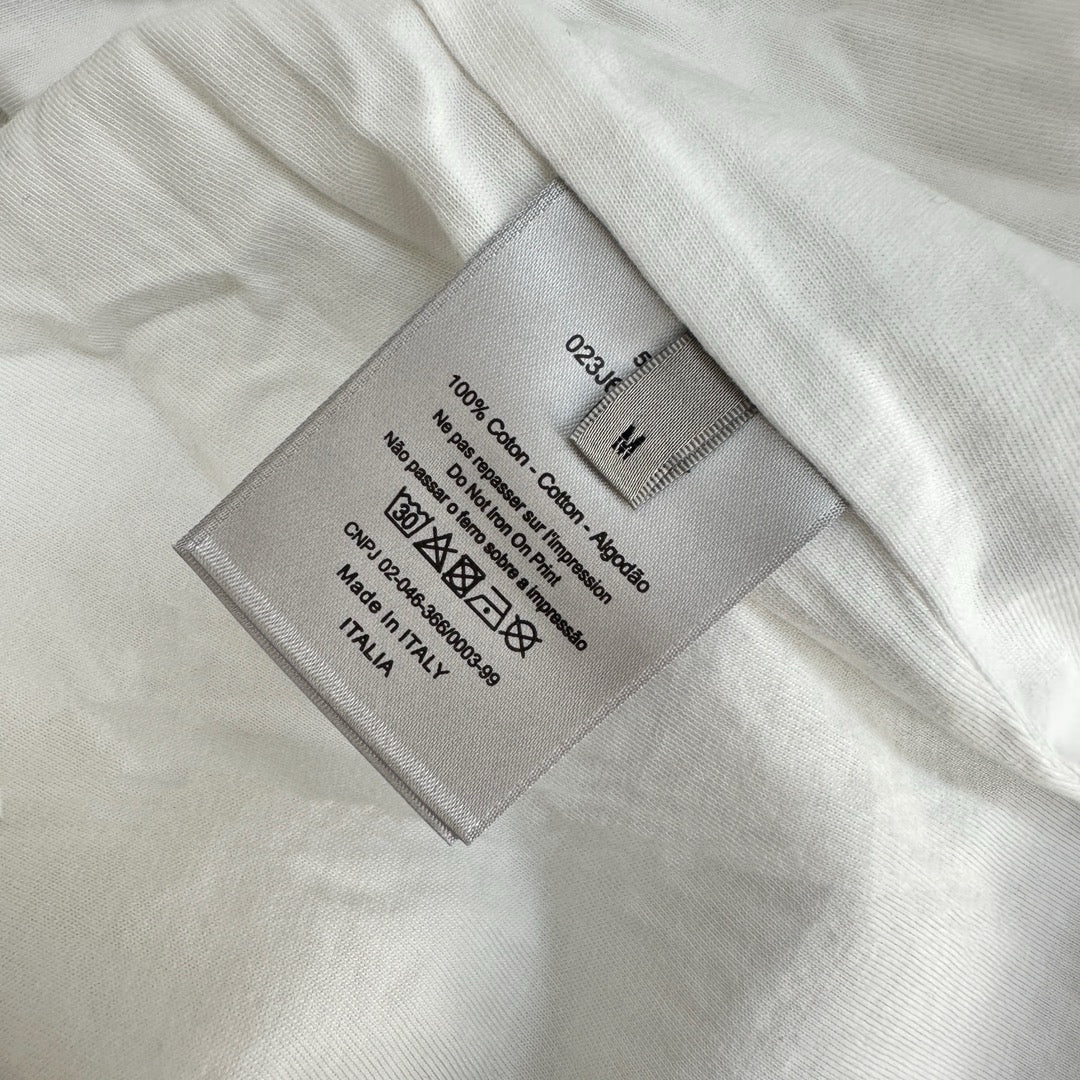 023J6
M
100% Coton - Cotton - Algodão
Ne pas repasser sur l'impression
Do Not Iron On Print
Não passar o ferro sobre a impressão
30
CNPJ 02-046-366/0003-99
Made In ITALY
ITALIA